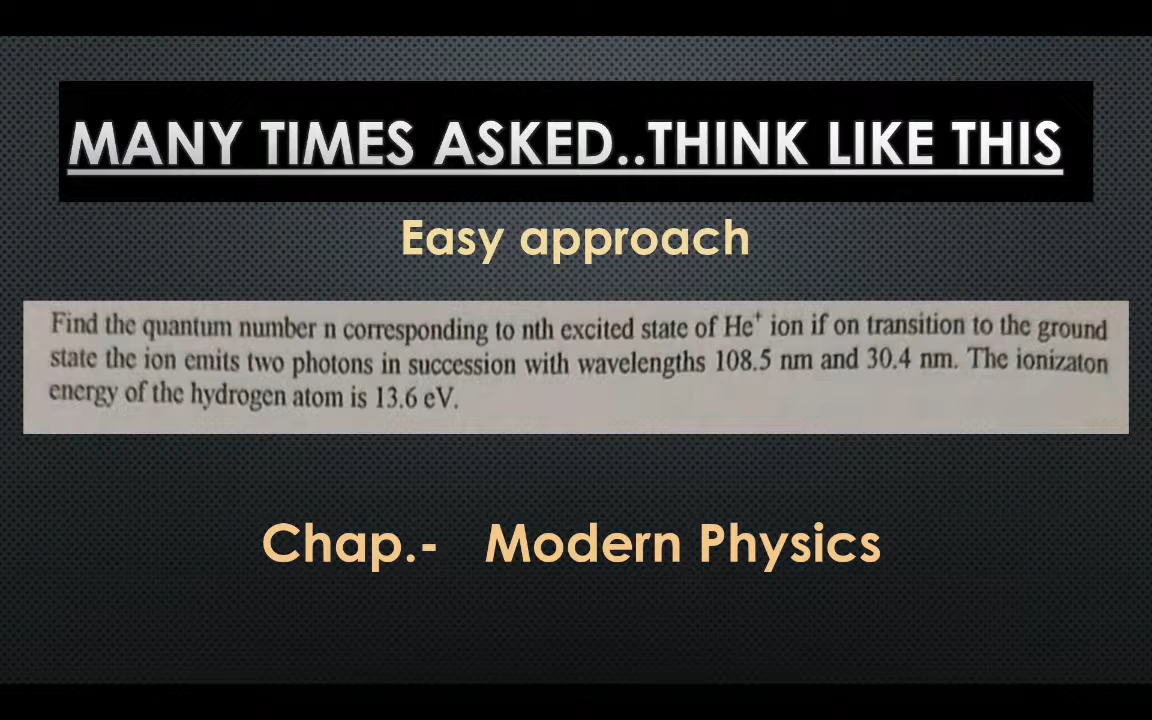 MANY TIMES ASKED..THINK LIKE THIS
Easy approach
Find the quantum number n corresponding to nth excited state of He⁺ ion if on transition to the ground
state the ion emits two photons in succession with wavelengths 108.5 nm and 30.4 nm. The ionizaton
energy of the hydrogen atom is 13.6 eV.
Chap.- Modern Physics